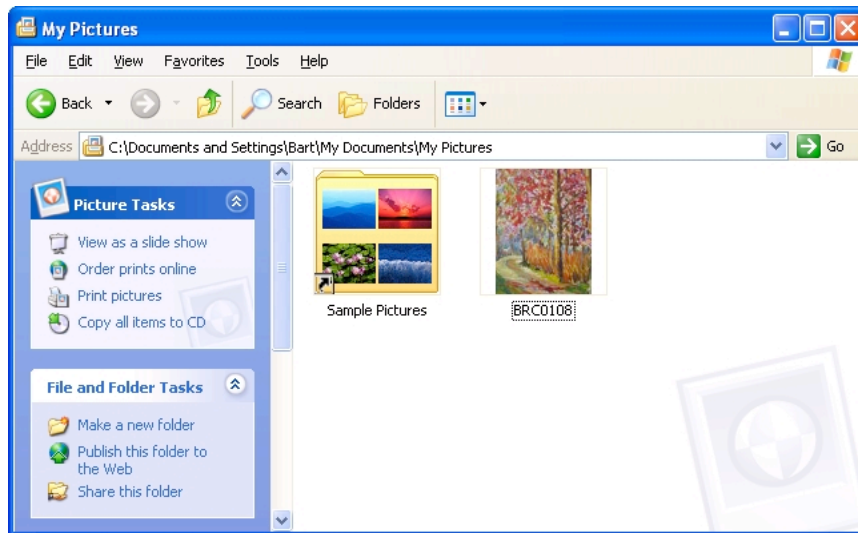 My Pictures
File Edit View Favorites Tools Help
Back Search Folders
Address C:\Documents and Settings\Bart\My Documents\My Pictures Go
Picture Tasks
View as a slide show
Order prints online
Print pictures
Copy all items to CD
File and Folder Tasks
Make a new folder
Publish this folder to
the Web
Share this folder
Sample Pictures
BRC0108